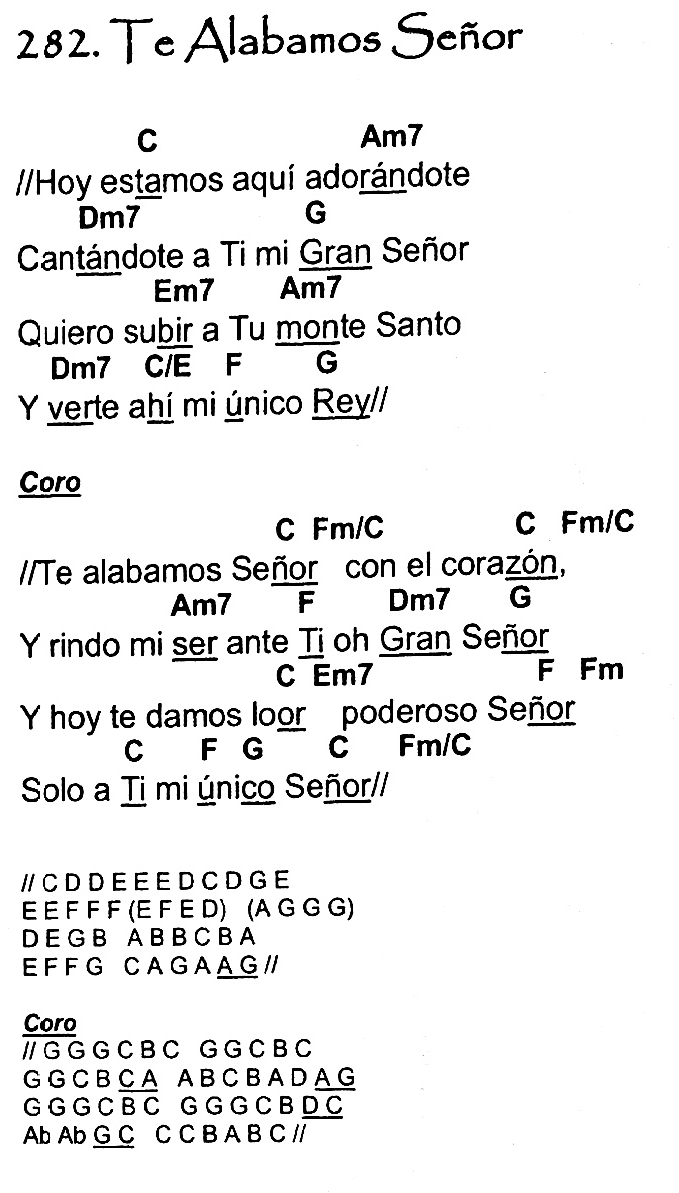 282. Te Alabamos Señor
C Am7
//Hoy estamos aquí adorándote
Dm7 G
Cantándote a Ti mi Gran Señor
Em7 Am7
Quiero subir a Tu monte Santo
Dm7 C/E F G
Y verte ahí mi único Rey//
Coro
C Fm/C C Fm/C
//Te alabamos Señor con el corazón,
Am7 F Dm7 G
Y rindo mi ser ante Ti oh Gran Señor
C Em7 F Fm
Y hoy te damos loor poderoso Señor
C F G C Fm/C
Solo a Ti mi único Señor//
// C D D E E E D C D G E
E E F F F (E F E D) (A G G G)
D E G B A B B C B A
E F F G C A G A A G //
Coro
// G G G C B C G G C B C
G G C B C A A B C B A D A G
G G G C B C G G G C B D C
Ab Ab G C C C B A B C //